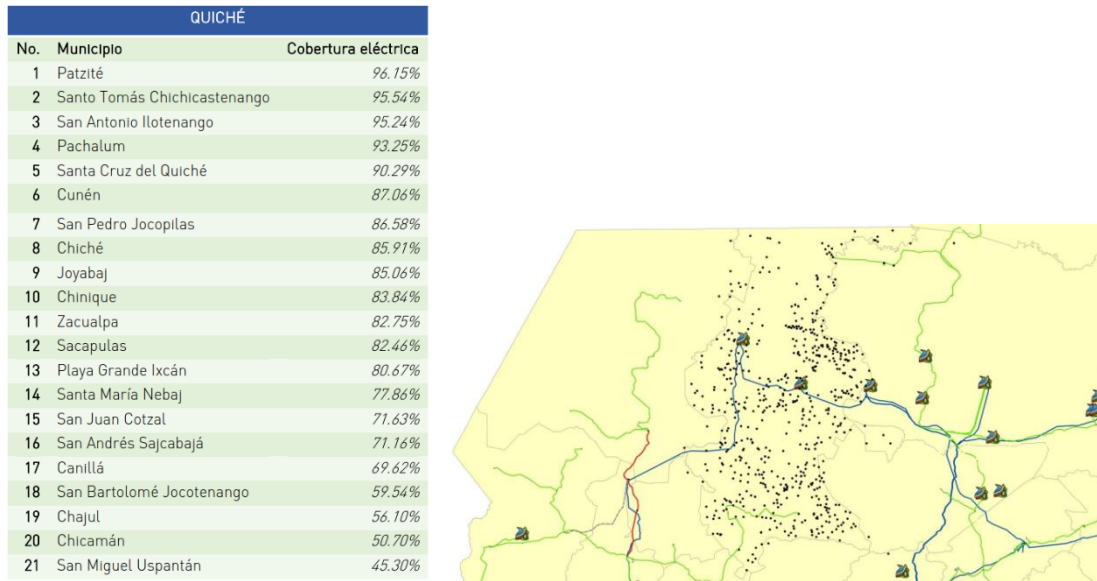 QUICHÉ
No. Municipio Cobertura eléctrica
1 Patzité 96.15%
2 Santo Tomás Chichicastenango 95.54%
3 San Antonio Ilotenango 95.24%
4 Pachalum 93.25%
5 Santa Cruz del Quiché 90.29%
6 Cunén 87.06%
7 San Pedro Jocopilas 86.58%
8 Chiché 85.91%
9 Joyabaj 85.06%
10 Chinique 83.84%
11 Zacualpa 82.75%
12 Sacapulas 82.46%
13 Playa Grande Ixcán 80.67%
14 Santa María Nebaj 77.86%
15 San Juan Cotzal 71.63%
16 San Andrés Sajcabajá 71.16%
17 Canillá 69.62%
18 San Bartolomé Jocotenango 59.54%
19 Chajul 56.10%
20 Chicamán 50.70%
21 San Miguel Uspantán 45.30%